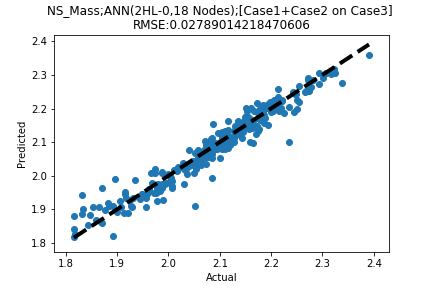 NS_Mass;ANN(2HL-0,18 Nodes);[Case1+Case2 on Case3]
RMSE:0.02789014218470606
2.4
2.3
2.2
2.1
2.0
1.9
1.8
Predicted
1.8 1.9 2.0 2.1 2.2 2.3 2.4
Actual